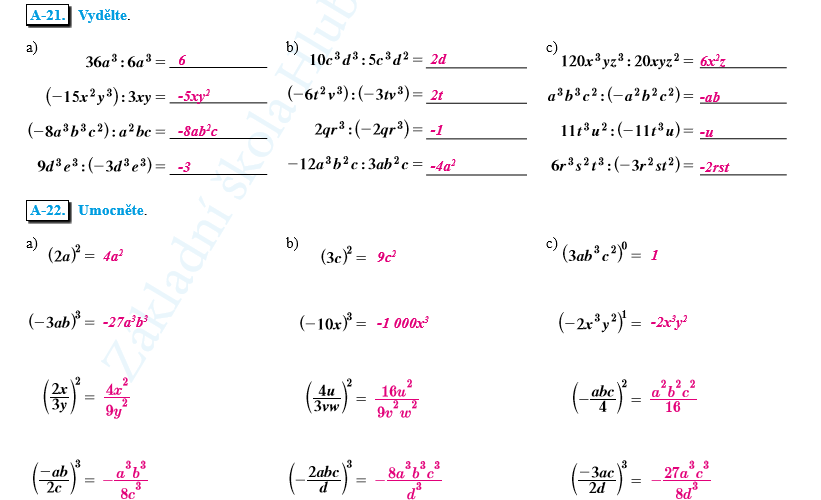 A-21. Vydělte.
a) 36a³ : 6a³ = 6 b) 10c³d³ : 5c³d² = 2d c) 120x³yz³ : 20xyz² = 6x²z
(−15x²y³) : 3xy = -5xy² (−6t²v³) : (−3tv³) = 2t a³b³c² : (−a²b²c²) = -ab
(−8a³b³c²) : a²bc = -8ab²c 2qr³ : (−2qr³) = -1 11t³u² : (−11t³u) = -u
9d³e³ : (−3d³e³) = -3 −12a³b²c : 3ab²c = -4a² 6r³s²t³ : (−3r²st²) = -2rst
A-22. Umocněte.
a) (2a)² = 4a² b) (3c)² = 9c² c) (3ab³c²)⁰ = 1
(−3ab)³ = -27a³b³ (−10x)³ = -1 000x³ (−2x³y²)¹ = -2x³y²
(2x/3y)² = 4x²/9y² (4u/3vw)² = 16u²/9v²w² (−abc/4)² = a²b²c²/16
(−ab/2c)³ = −a³b³/8c³ (−2abc/d)³ = −8a³b³c³/d³ (−3ac/2d)³ = −27a³c³/8d³
Základní škola Hlub